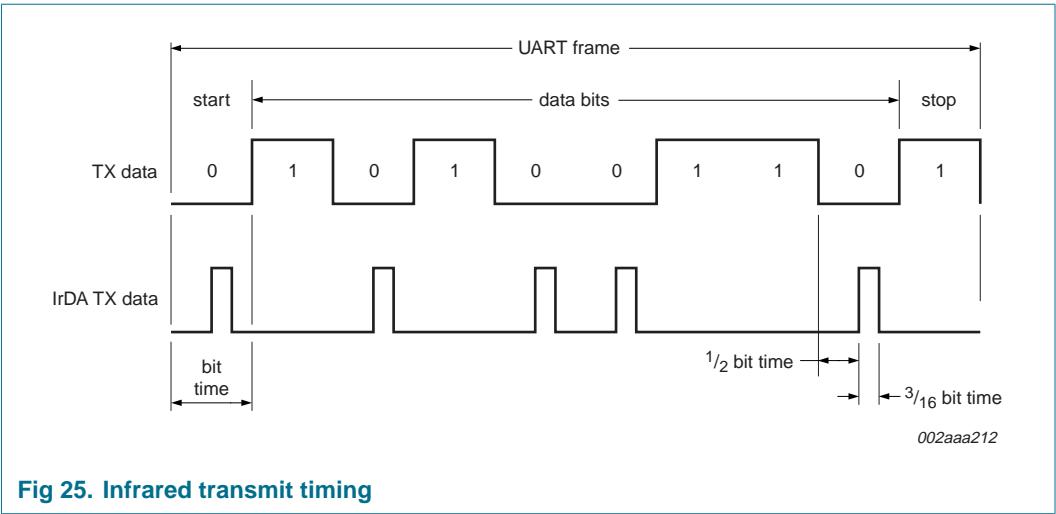 UART frame
start data bits stop
TX data 0 1 0 1 0 0 1 1 0 1
IrDA TX data
bit
time
1/2 bit time
3/16 bit time
002aaa212
Fig 25. Infrared transmit timing